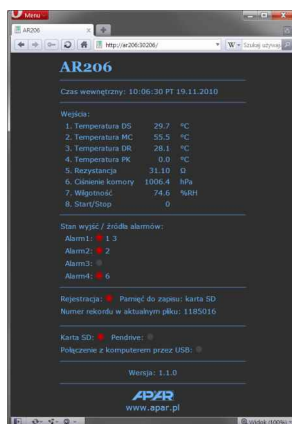 Menu
AR206
http://ar206:30206/
Szukaj używając
AR206
Czas wewnętrzny: 10:06:30 PT 19.11.2010
Wejścia:
1. Temperatura DS 29.7 °C
2. Temperatura MC 55.5 °C
3. Temperatura DR 28.1 °C
4. Temperatura PK 0.0 °C
5. Rezystancja 31.10 Ω
6. Ciśnienie komory 1006.4 hPa
7. Wilgotność 74.6 %RH
8. Start/Stop 0
Stan wyjść / źródła alarmów:
Alarm1: 1 3
Alarm2: 2
Alarm3:
Alarm4: 6
Rejestracja: Pamięć do zapisu: karta SD
Numer rekordu w aktualnym pliku: 1185016
Karta SD: Pendrive:
Połączenie z komputerem przez USB:
Wersja: 1.1.0
APAR
www.apar.pl
Widok (100%)